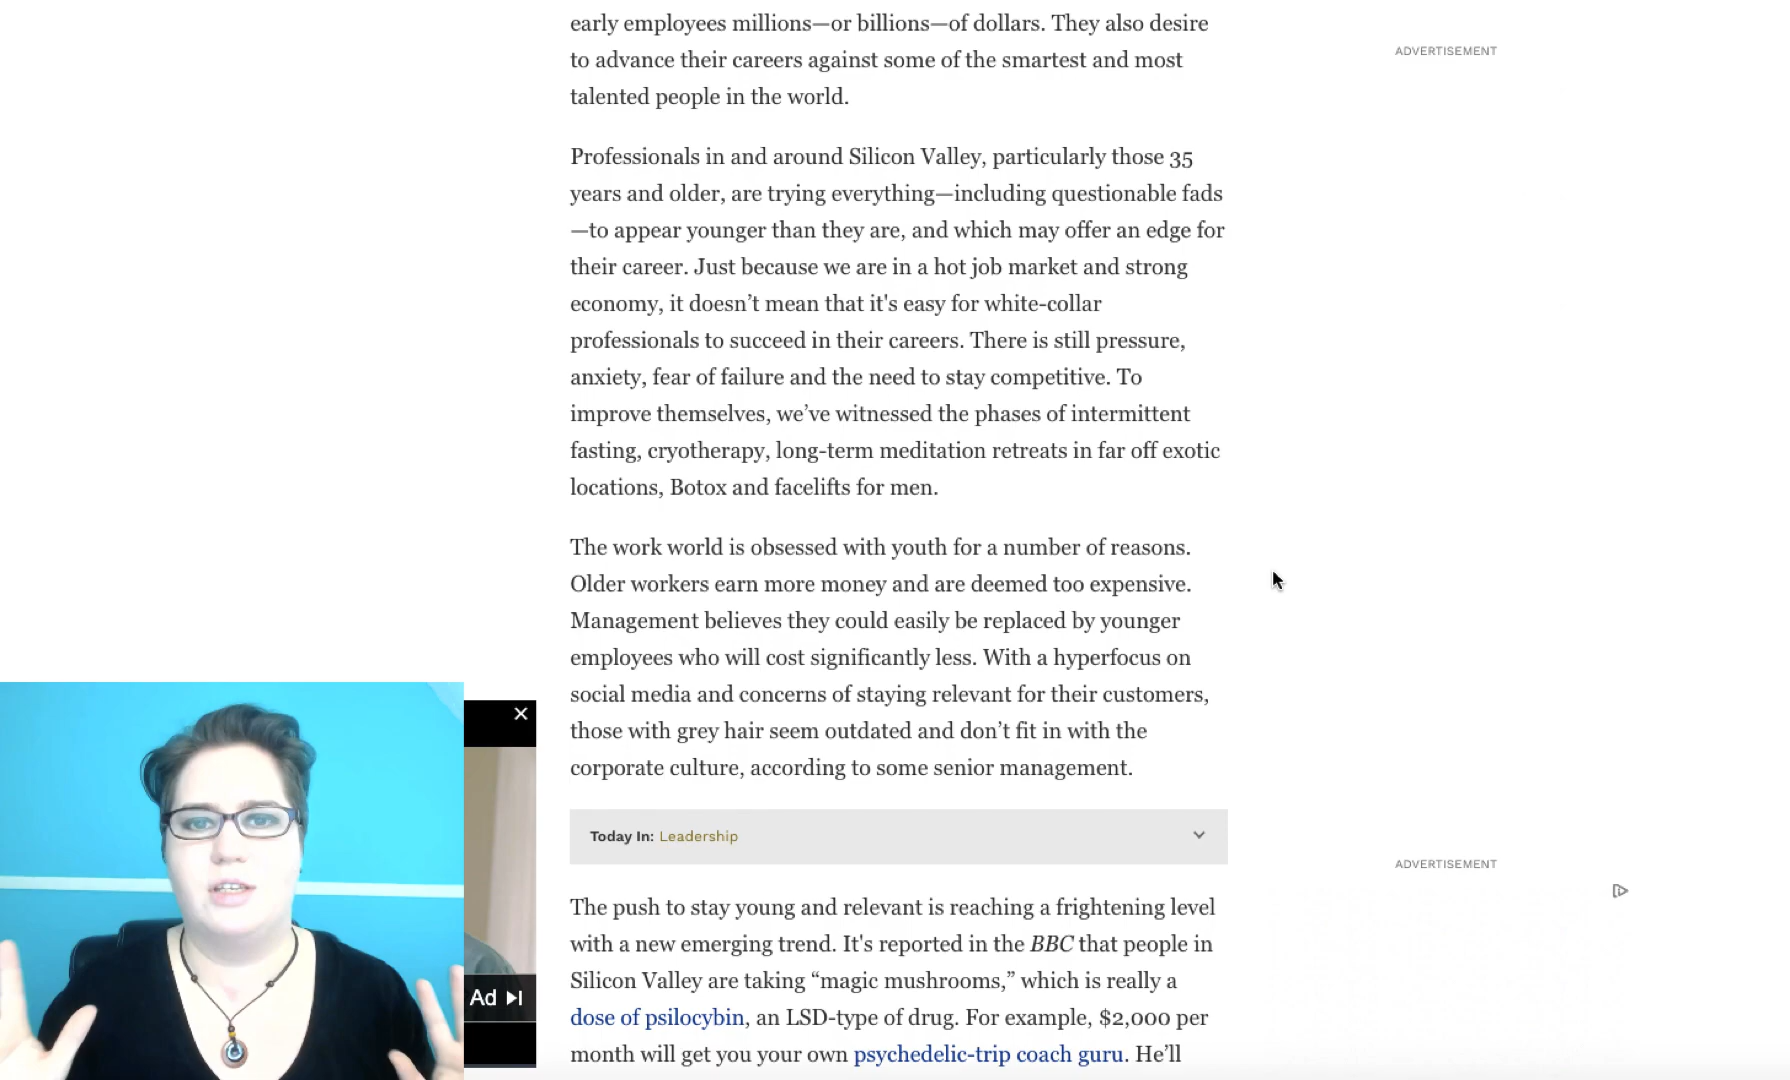 early employees millions—or billions—of dollars. They also desire
to advance their careers against some of the smartest and most
talented people in the world.
ADVERTISEMENT
Professionals in and around Silicon Valley, particularly those 35
years and older, are trying everything—including questionable fads
—to appear younger than they are, and which may offer an edge for
their career. Just because we are in a hot job market and strong
economy, it doesn’t mean that it's easy for white-collar
professionals to succeed in their careers. There is still pressure,
anxiety, fear of failure and the need to stay competitive. To
improve themselves, we’ve witnessed the phases of intermittent
fasting, cryotherapy, long-term meditation retreats in far off exotic
locations, Botox and facelifts for men.
The work world is obsessed with youth for a number of reasons.
Older workers earn more money and are deemed too expensive.
Management believes they could easily be replaced by younger
employees who will cost significantly less. With a hyperfocus on
social media and concerns of staying relevant for their customers,
those with grey hair seem outdated and don’t fit in with the
corporate culture, according to some senior management.
Today In: Leadership
ADVERTISEMENT
The push to stay young and relevant is reaching a frightening level
with a new emerging trend. It's reported in the BBC that people in
Silicon Valley are taking “magic mushrooms,” which is really a
dose of psilocybin, an LSD-type of drug. For example, $2,000 per
month will get you your own psychedelic-trip coach guru. He’ll
Ad